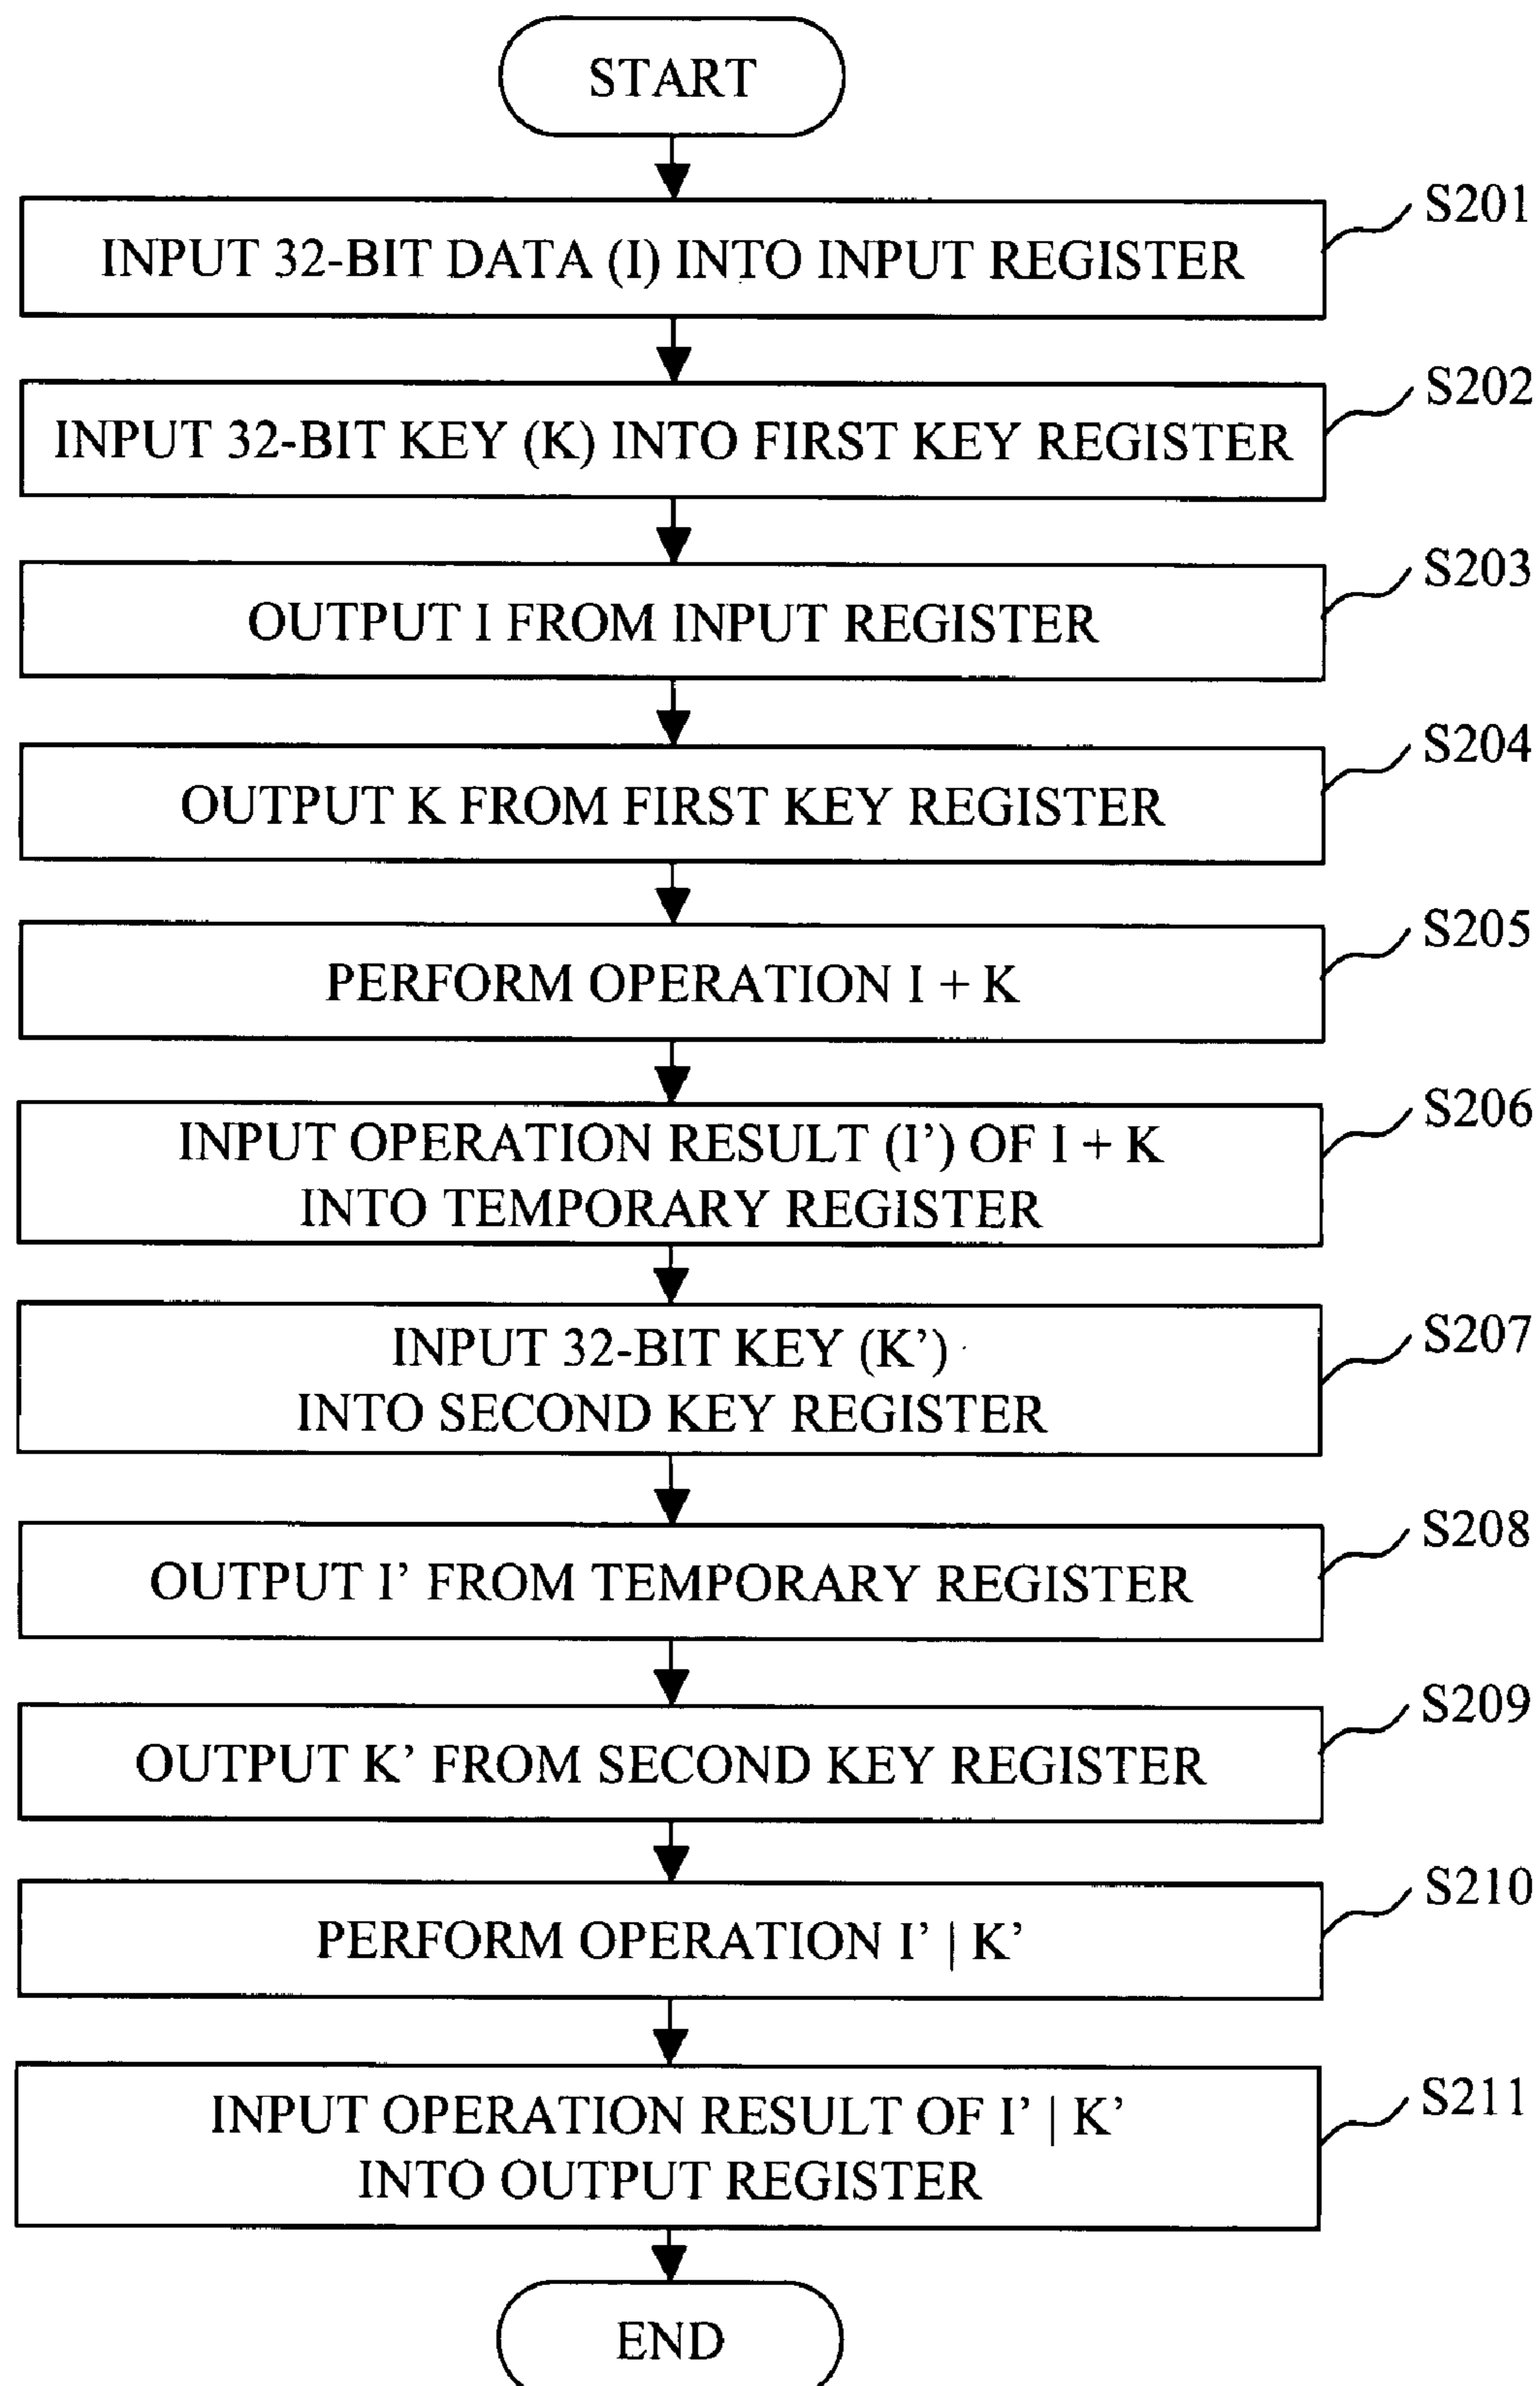 START
S201
INPUT 32-BIT DATA (I) INTO INPUT REGISTER
S202
INPUT 32-BIT KEY (K) INTO FIRST KEY REGISTER
S203
OUTPUT I FROM INPUT REGISTER
S204
OUTPUT K FROM FIRST KEY REGISTER
S205
PERFORM OPERATION I + K
S206
INPUT OPERATION RESULT (I’) OF I + K
INTO TEMPORARY REGISTER
S207
INPUT 32-BIT KEY (K’)
INTO SECOND KEY REGISTER
S208
OUTPUT I’ FROM TEMPORARY REGISTER
S209
OUTPUT K’ FROM SECOND KEY REGISTER
S210
PERFORM OPERATION I’ | K’
S211
INPUT OPERATION RESULT OF I’ | K’
INTO OUTPUT REGISTER
END